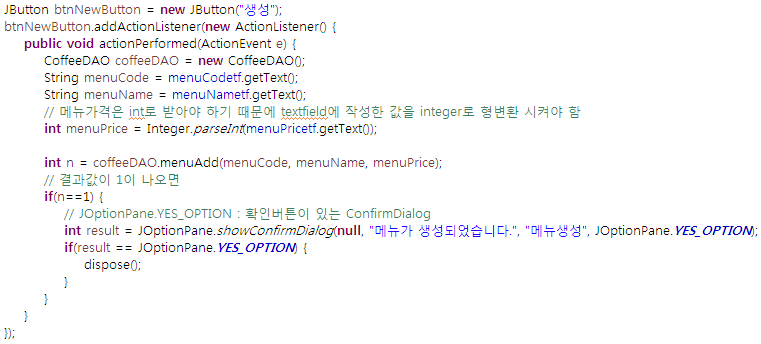 JButton btnNewButton = new JButton("생성");
btnNewButton.addActionListener(new ActionListener() {
public void actionPerformed(ActionEvent e) {
CoffeeDAO coffeeDAO = new CoffeeDAO();
String menuCode = menuCodetf.getText();
String menuName = menuNametf.getText();
// 메뉴가격은 int로 받아야 하기 때문에 textfield에 작성한 값을 integer로 형변환 시켜야 함
int menuPrice = Integer.parseInt(menuPricetf.getText());
int n = coffeeDAO.menuAdd(menuCode, menuName, menuPrice);
// 결과값이 1이 나오면
if(n==1) {
// JOptionPane.YES_OPTION : 확인버튼이 있는 ConfirmDialog
int result = JOptionPane.showConfirmDialog(null, "메뉴가 생성되었습니다.", "메뉴생성", JOptionPane.YES_OPTION);
if(result == JOptionPane.YES_OPTION) {
dispose();
}
}
}
});